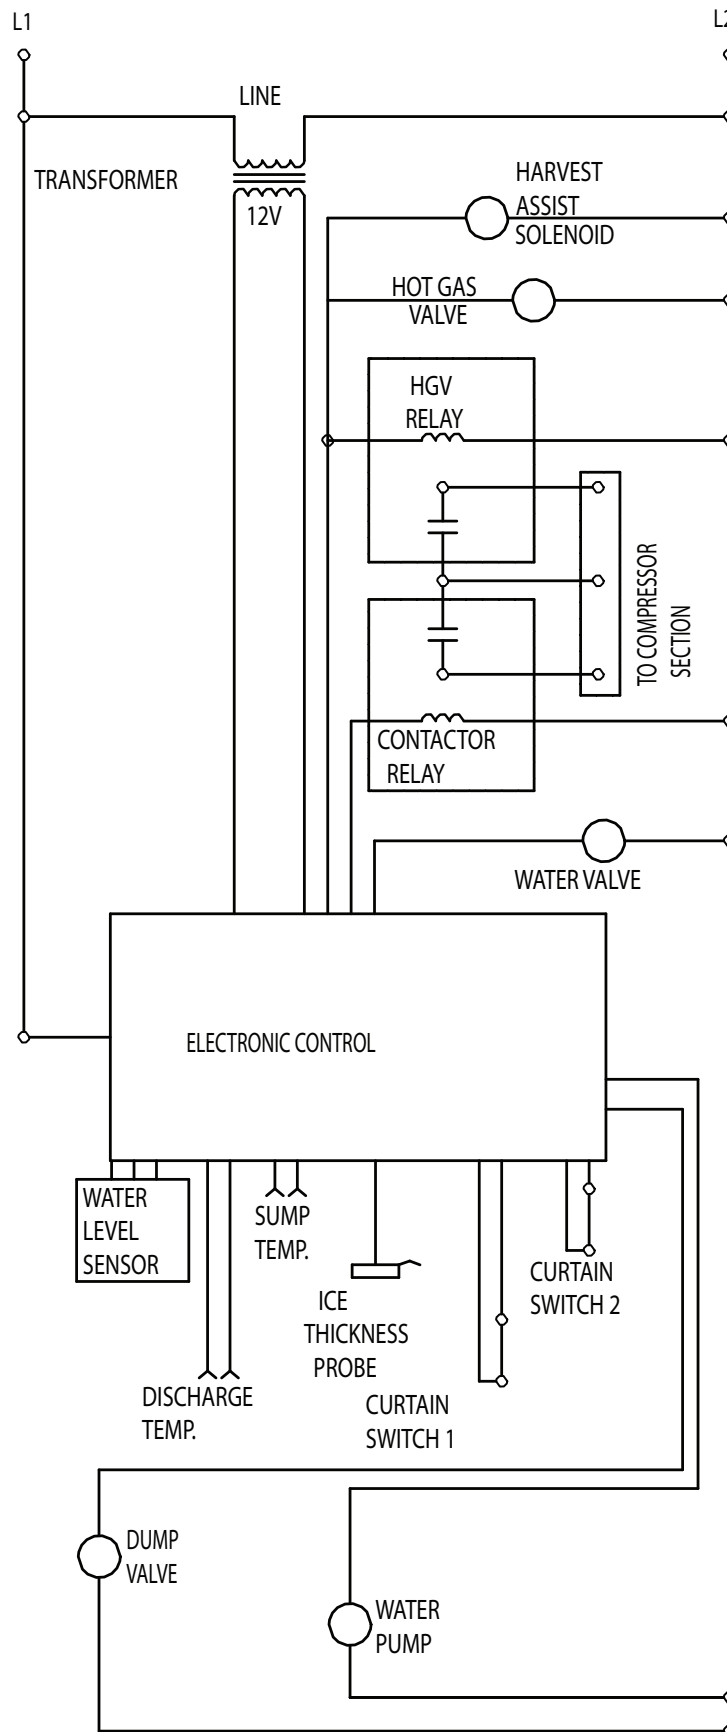 L1
L2
LINE
TRANSFORMER
12V
HARVEST
ASSIST
SOLENOID
HOT GAS
VALVE
HGV
RELAY
TO COMPRESSOR
SECTION
CONTACTOR
RELAY
WATER VALVE
ELECTRONIC CONTROL
WATER
LEVEL
SENSOR
SUMP
TEMP.
ICE
THICKNESS
PROBE
CURTAIN
SWITCH 2
DISCHARGE
TEMP.
CURTAIN
SWITCH 1
DUMP
VALVE
WATER
PUMP